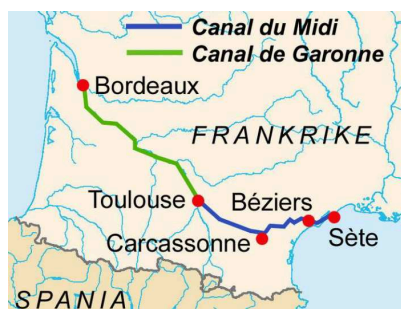 Canal du Midi
Canal de Garonne
Bordeaux
FRANKRIKE
Toulouse
Béziers
Carcassonne
Sète
SPANIA